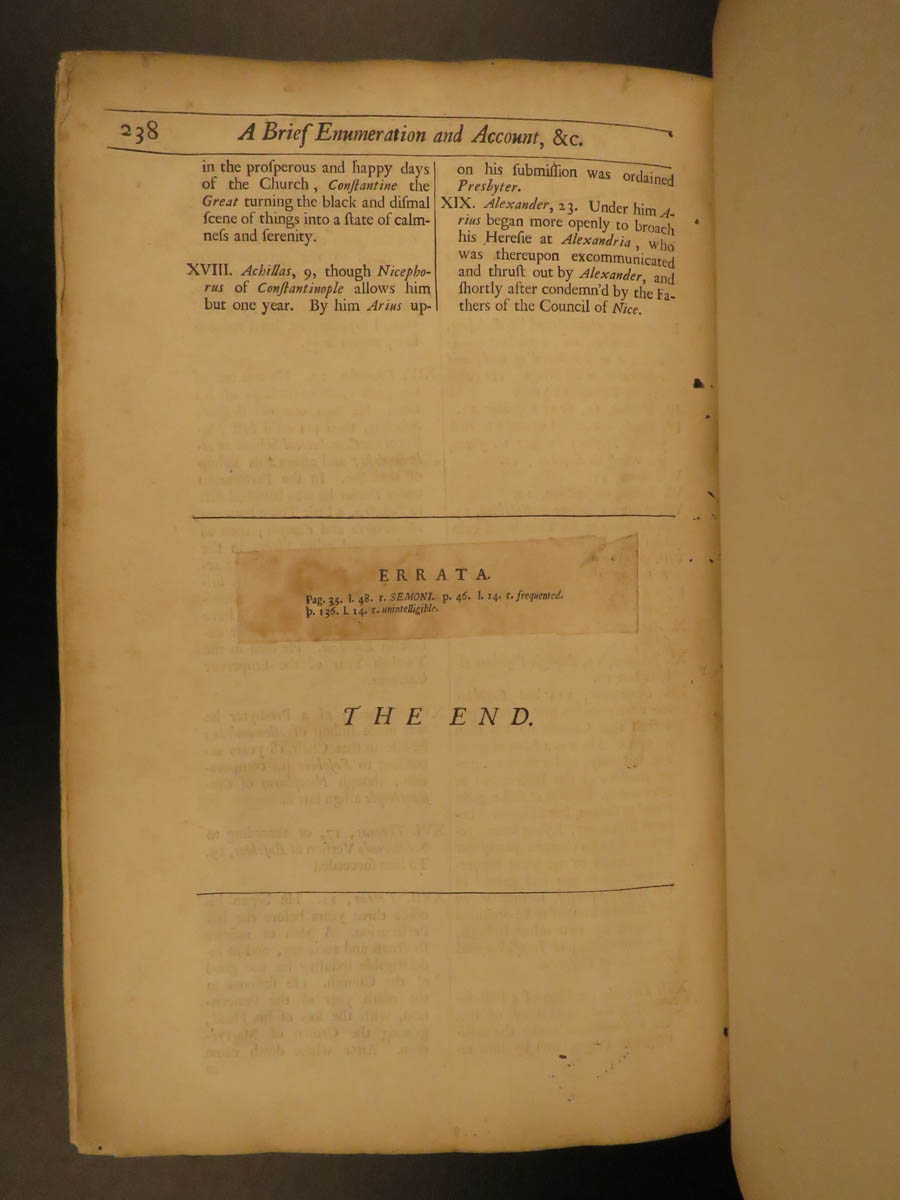 238
A Brief Enumeration and Account, &c.
in the proſperous and happy days
of the Church, Conſtantine the
Great turning the black and diſmal
ſcene of things into a ſtate of calm-
neſs and ſerenity.
XVIII. Achillas, 9, though Nicepho-
rus of Conſtantinople allows him
but one year. By him Arius up-
on his ſubmiſſion was ordained
Presbyter.
XIX. Alexander, 23. Under him A-
rius began more openly to broach
his Hereſie at Alexandria, who
was thereupon excommunicated
and thruſt out by Alexander, and
ſhortly after condemn'd by the Fa-
thers of the Council of Nice.
ERRATA.
Pag. 35. l. 48. r. SEMONI. p. 46. l. 14. r. frequented.
p. 136. l. 14. r. unintelligible.
THE END.